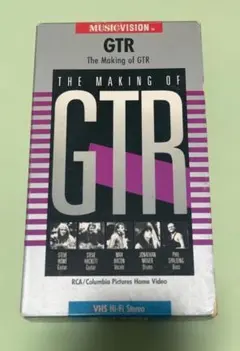 MUSICVISION
GTR
The Making of GTR
THE MAKING OF
GTR
STEVE HOWE Guitar
STEVE HACKETT Guitar
MAX BACON Vocals
JONATHAN MOVER Drums
PHIL SPALDING Bass
RCA/Columbia Pictures Home Video
VHS Hi-Fi Stereo